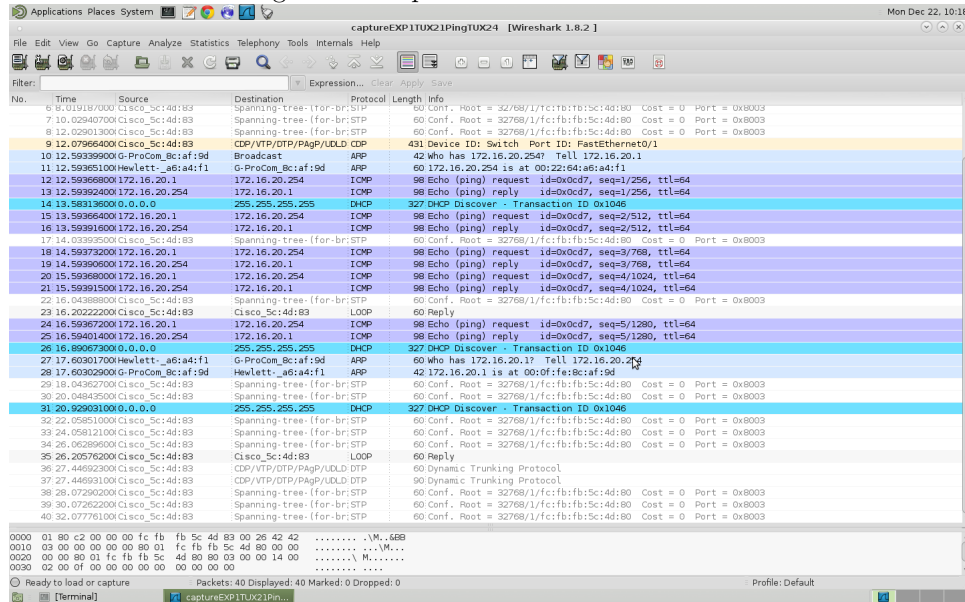 Applications Places System Mon Dec 22, 10:18
captureEXP1TUX21PingTUX24 [Wireshark 1.8.2 ]
File Edit View Go Capture Analyze Statistics Telephony Tools Internals Help
Filter: Expression... Clear Apply Save
No. Time Source Destination Protocol Length Info
6 8.019187000 Cisco_5c:4d:83 Spanning-tree-(for-br: STP 60 Conf. Root = 32768/1/fc:fb:fb:5c:4d:80 Cost = 0 Port = 0x8003
7 10.02940700 Cisco_5c:4d:83 Spanning-tree-(for-br: STP 60 Conf. Root = 32768/1/fc:fb:fb:5c:4d:80 Cost = 0 Port = 0x8003
8 12.02901300 Cisco_5c:4d:83 Spanning-tree-(for-br: STP 60 Conf. Root = 32768/1/fc:fb:fb:5c:4d:80 Cost = 0 Port = 0x8003
9 12.07966400 Cisco_5c:4d:83 CDP/VTP/DTP/PAgP/UDLD CDP 431 Device ID: Switch Port ID: FastEthernet0/1
10 12.59339900 G-ProCom_8c:af:9d Broadcast ARP 42 Who has 172.16.20.254? Tell 172.16.20.1
11 12.59365100 Hewlett-_a6:a4:f1 G-ProCom_8c:af:9d ARP 60 172.16.20.254 is at 00:22:64:a6:a4:f1
12 12.59366800 172.16.20.1 172.16.20.254 ICMP 98 Echo (ping) request id=0x0cd7, seq=1/256, ttl=64
13 12.59392400 172.16.20.254 172.16.20.1 ICMP 98 Echo (ping) reply id=0x0cd7, seq=1/256, ttl=64
14 13.58313600 0.0.0.0 255.255.255.255 DHCP 327 DHCP Discover - Transaction ID 0x1046
15 13.59366400 172.16.20.1 172.16.20.254 ICMP 98 Echo (ping) request id=0x0cd7, seq=2/512, ttl=64
16 13.59391600 172.16.20.254 172.16.20.1 ICMP 98 Echo (ping) reply id=0x0cd7, seq=2/512, ttl=64
17 14.03393500 Cisco_5c:4d:83 Spanning-tree-(for-br: STP 60 Conf. Root = 32768/1/fc:fb:fb:5c:4d:80 Cost = 0 Port = 0x8003
18 14.59373200 172.16.20.1 172.16.20.254 ICMP 98 Echo (ping) request id=0x0cd7, seq=3/768, ttl=64
19 14.59390600 172.16.20.254 172.16.20.1 ICMP 98 Echo (ping) reply id=0x0cd7, seq=3/768, ttl=64
20 15.59368000 172.16.20.1 172.16.20.254 ICMP 98 Echo (ping) request id=0x0cd7, seq=4/1024, ttl=64
21 15.59391500 172.16.20.254 172.16.20.1 ICMP 98 Echo (ping) reply id=0x0cd7, seq=4/1024, ttl=64
22 16.04388800 Cisco_5c:4d:83 Spanning-tree-(for-br: STP 60 Conf. Root = 32768/1/fc:fb:fb:5c:4d:80 Cost = 0 Port = 0x8003
23 16.20222200 Cisco_5c:4d:83 Cisco_5c:4d:83 LOOP 60 Reply
24 16.59367200 172.16.20.1 172.16.20.254 ICMP 98 Echo (ping) request id=0x0cd7, seq=5/1280, ttl=64
25 16.59401400 172.16.20.254 172.16.20.1 ICMP 98 Echo (ping) reply id=0x0cd7, seq=5/1280, ttl=64
26 16.89067300 0.0.0.0 255.255.255.255 DHCP 327 DHCP Discover - Transaction ID 0x1046
27 17.60301700 Hewlett-_a6:a4:f1 G-ProCom_8c:af:9d ARP 60 Who has 172.16.20.1? Tell 172.16.20.254
28 17.60302900 G-ProCom_8c:af:9d Hewlett-_a6:a4:f1 ARP 42 172.16.20.1 is at 00:0f:fe:8c:af:9d
29 18.04362700 Cisco_5c:4d:83 Spanning-tree-(for-br: STP 60 Conf. Root = 32768/1/fc:fb:fb:5c:4d:80 Cost = 0 Port = 0x8003
30 20.04843500 Cisco_5c:4d:83 Spanning-tree-(for-br: STP 60 Conf. Root = 32768/1/fc:fb:fb:5c:4d:80 Cost = 0 Port = 0x8003
31 20.92903100 0.0.0.0 255.255.255.255 DHCP 327 DHCP Discover - Transaction ID 0x1046
32 22.05851000 Cisco_5c:4d:83 Spanning-tree-(for-br: STP 60 Conf. Root = 32768/1/fc:fb:fb:5c:4d:80 Cost = 0 Port = 0x8003
33 24.05812100 Cisco_5c:4d:83 Spanning-tree-(for-br: STP 60 Conf. Root = 32768/1/fc:fb:fb:5c:4d:80 Cost = 0 Port = 0x8003
34 26.06289600 Cisco_5c:4d:83 Spanning-tree-(for-br: STP 60 Conf. Root = 32768/1/fc:fb:fb:5c:4d:80 Cost = 0 Port = 0x8003
35 26.20576200 Cisco_5c:4d:83 Cisco_5c:4d:83 LOOP 60 Reply
36 27.44692300 Cisco_5c:4d:83 CDP/VTP/DTP/PAgP/UDLD DTP 60 Dynamic Trunking Protocol
37 27.44693100 Cisco_5c:4d:83 CDP/VTP/DTP/PAgP/UDLD DTP 90 Dynamic Trunking Protocol
38 28.07290200 Cisco_5c:4d:83 Spanning-tree-(for-br: STP 60 Conf. Root = 32768/1/fc:fb:fb:5c:4d:80 Cost = 0 Port = 0x8003
39 30.07262200 Cisco_5c:4d:83 Spanning-tree-(for-br: STP 60 Conf. Root = 32768/1/fc:fb:fb:5c:4d:80 Cost = 0 Port = 0x8003
40 32.07776100 Cisco_5c:4d:83 Spanning-tree-(for-br: STP 60 Conf. Root = 32768/1/fc:fb:fb:5c:4d:80 Cost = 0 Port = 0x8003
0000 01 80 c2 00 00 00 fc fb fb 5c 4d 83 00 26 42 42 ........ .\M..&BB
0010 03 00 00 00 00 00 80 01 fc fb fb 5c 4d 80 00 00 ........ ...\M...
0020 00 00 80 01 fc fb fb 5c 4d 80 80 03 00 00 14 00 .......\ M.......
0030 02 00 0f 00 00 00 00 00 00 00 00 00 ........ ....
Ready to load or capture Packets: 40 Displayed: 40 Marked: 0 Dropped: 0 Profile: Default
[Terminal] captureEXP1TUX21Pin...